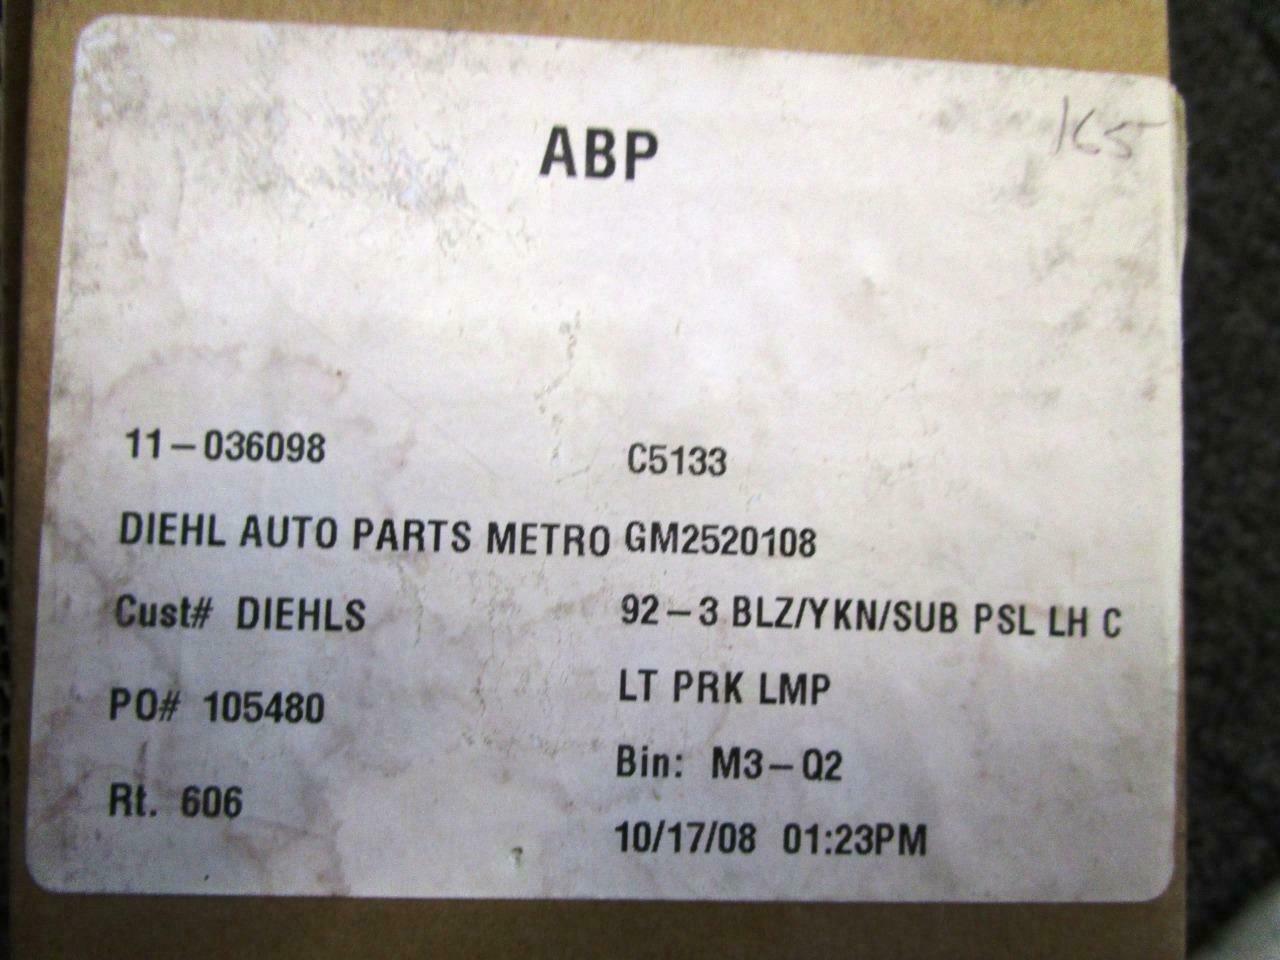 ABP
165
11-036098
C5133
DIEHL AUTO PARTS METRO GM2520108
Cust# DIEHLS
92-3 BLZ/YKN/SUB PSL LH C
PO# 105480
LT PRK LMP
Bin: M3-Q2
Rt. 606
10/17/08 01:23PM